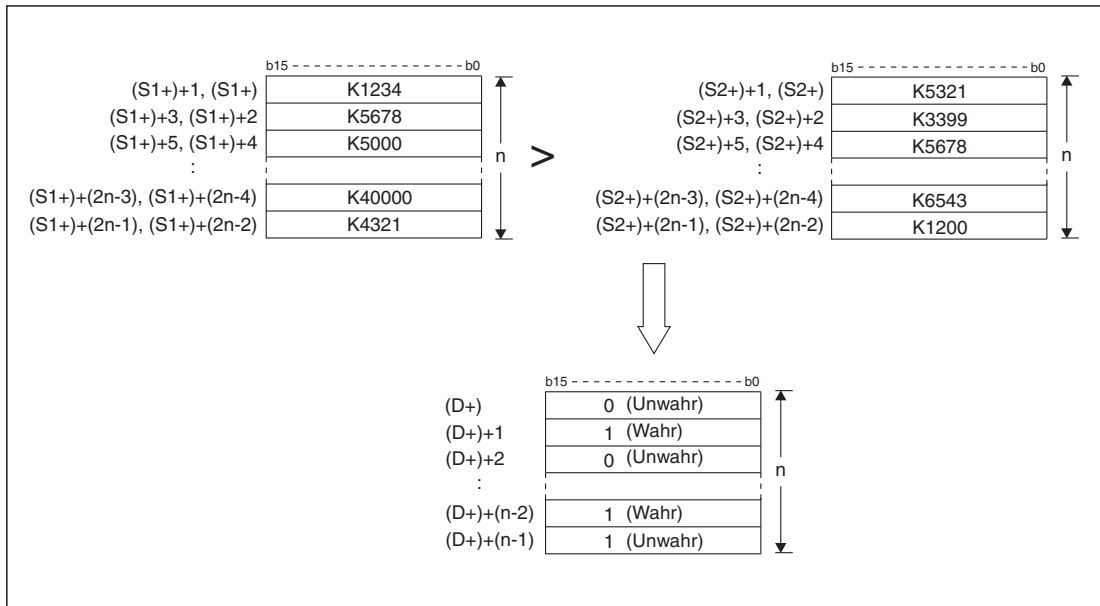 b15 - - - - - - - - - - - - - - - - - - b0
(S1+)+1, (S1+) K1234
(S1+)+3, (S1+)+2 K5678
(S1+)+5, (S1+)+4 K5000
:
(S1+)+(2n-3), (S1+)+(2n-4) K40000
(S1+)+(2n-1), (S1+)+(2n-2) K4321
n
>
b15 - - - - - - - - - - - - - - - - - - b0
(S2+)+1, (S2+) K5321
(S2+)+3, (S2+)+2 K3399
(S2+)+5, (S2+)+4 K5678
:
(S2+)+(2n-3), (S2+)+(2n-4) K6543
(S2+)+(2n-1), (S2+)+(2n-2) K1200
n
b15 - - - - - - - - - - - - - - - - - - b0
(D+) 0 (Unwahr)
(D+)+1 1 (Wahr)
(D+)+2 0 (Unwahr)
:
(D+)+(n-2) 1 (Wahr)
(D+)+(n-1) 1 (Unwahr)
n